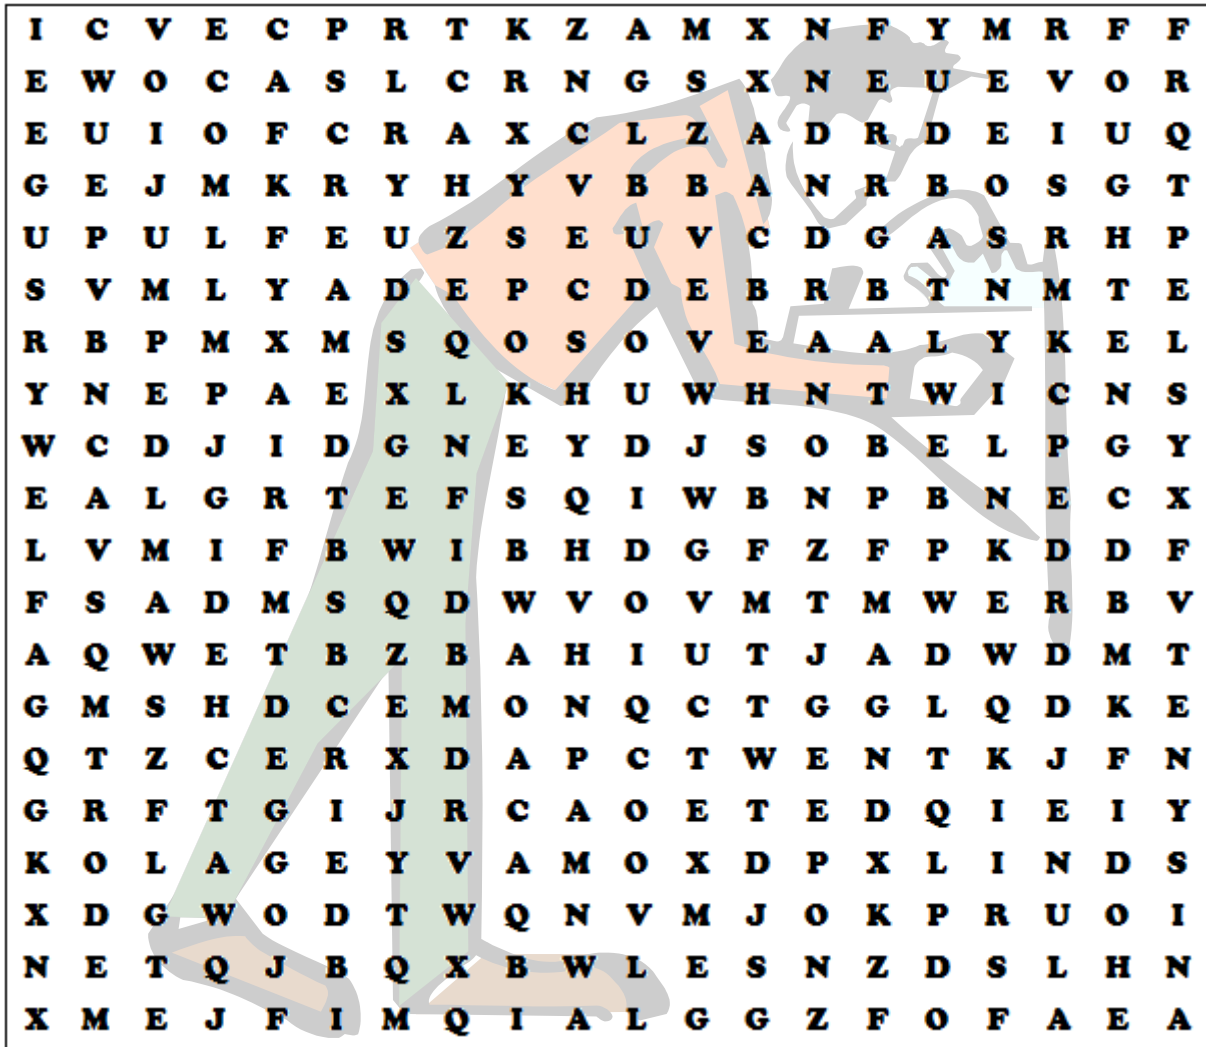 I C V E C P R T K Z A M X N F Y M R F F
E W O C A S L C R N G S X N E U E V O R
E U I O F C R A X C L Z A D R D E I U Q
G E J M K R Y H Y V B B A N R B O S G T
U P U L F E U Z S E U V C D G A S R H P
S V M L Y A D E P C D E B R B T N M T E
R B P M X M S Q O S O V E A A L Y K E L
Y N E P A E X L K H U W H N T W I C N S
W C D J I D G N E Y D J S O B E L P G Y
E A L G R T E F S Q I W B N P B N E C X
L V M I F B W I B H D G F Z F P K D D F
F S A D M S Q D W V O V M T M W E R B V
A Q W E T B Z B A H I U T J A D W D M T
G M S H D C E M O N Q C T G G L Q D K E
Q T Z C E R X D A P C T W E N T K J F N
G R F T G I J R C A O E T E D Q I E I Y
K O L A G E Y V A M O X D P X L I N D S
X D G W O D T W Q N V M J O K P R U O I
N E T Q J B Q X B W L E S N Z D S L H N
X M E J F I M Q I A L G G Z F O F A E A